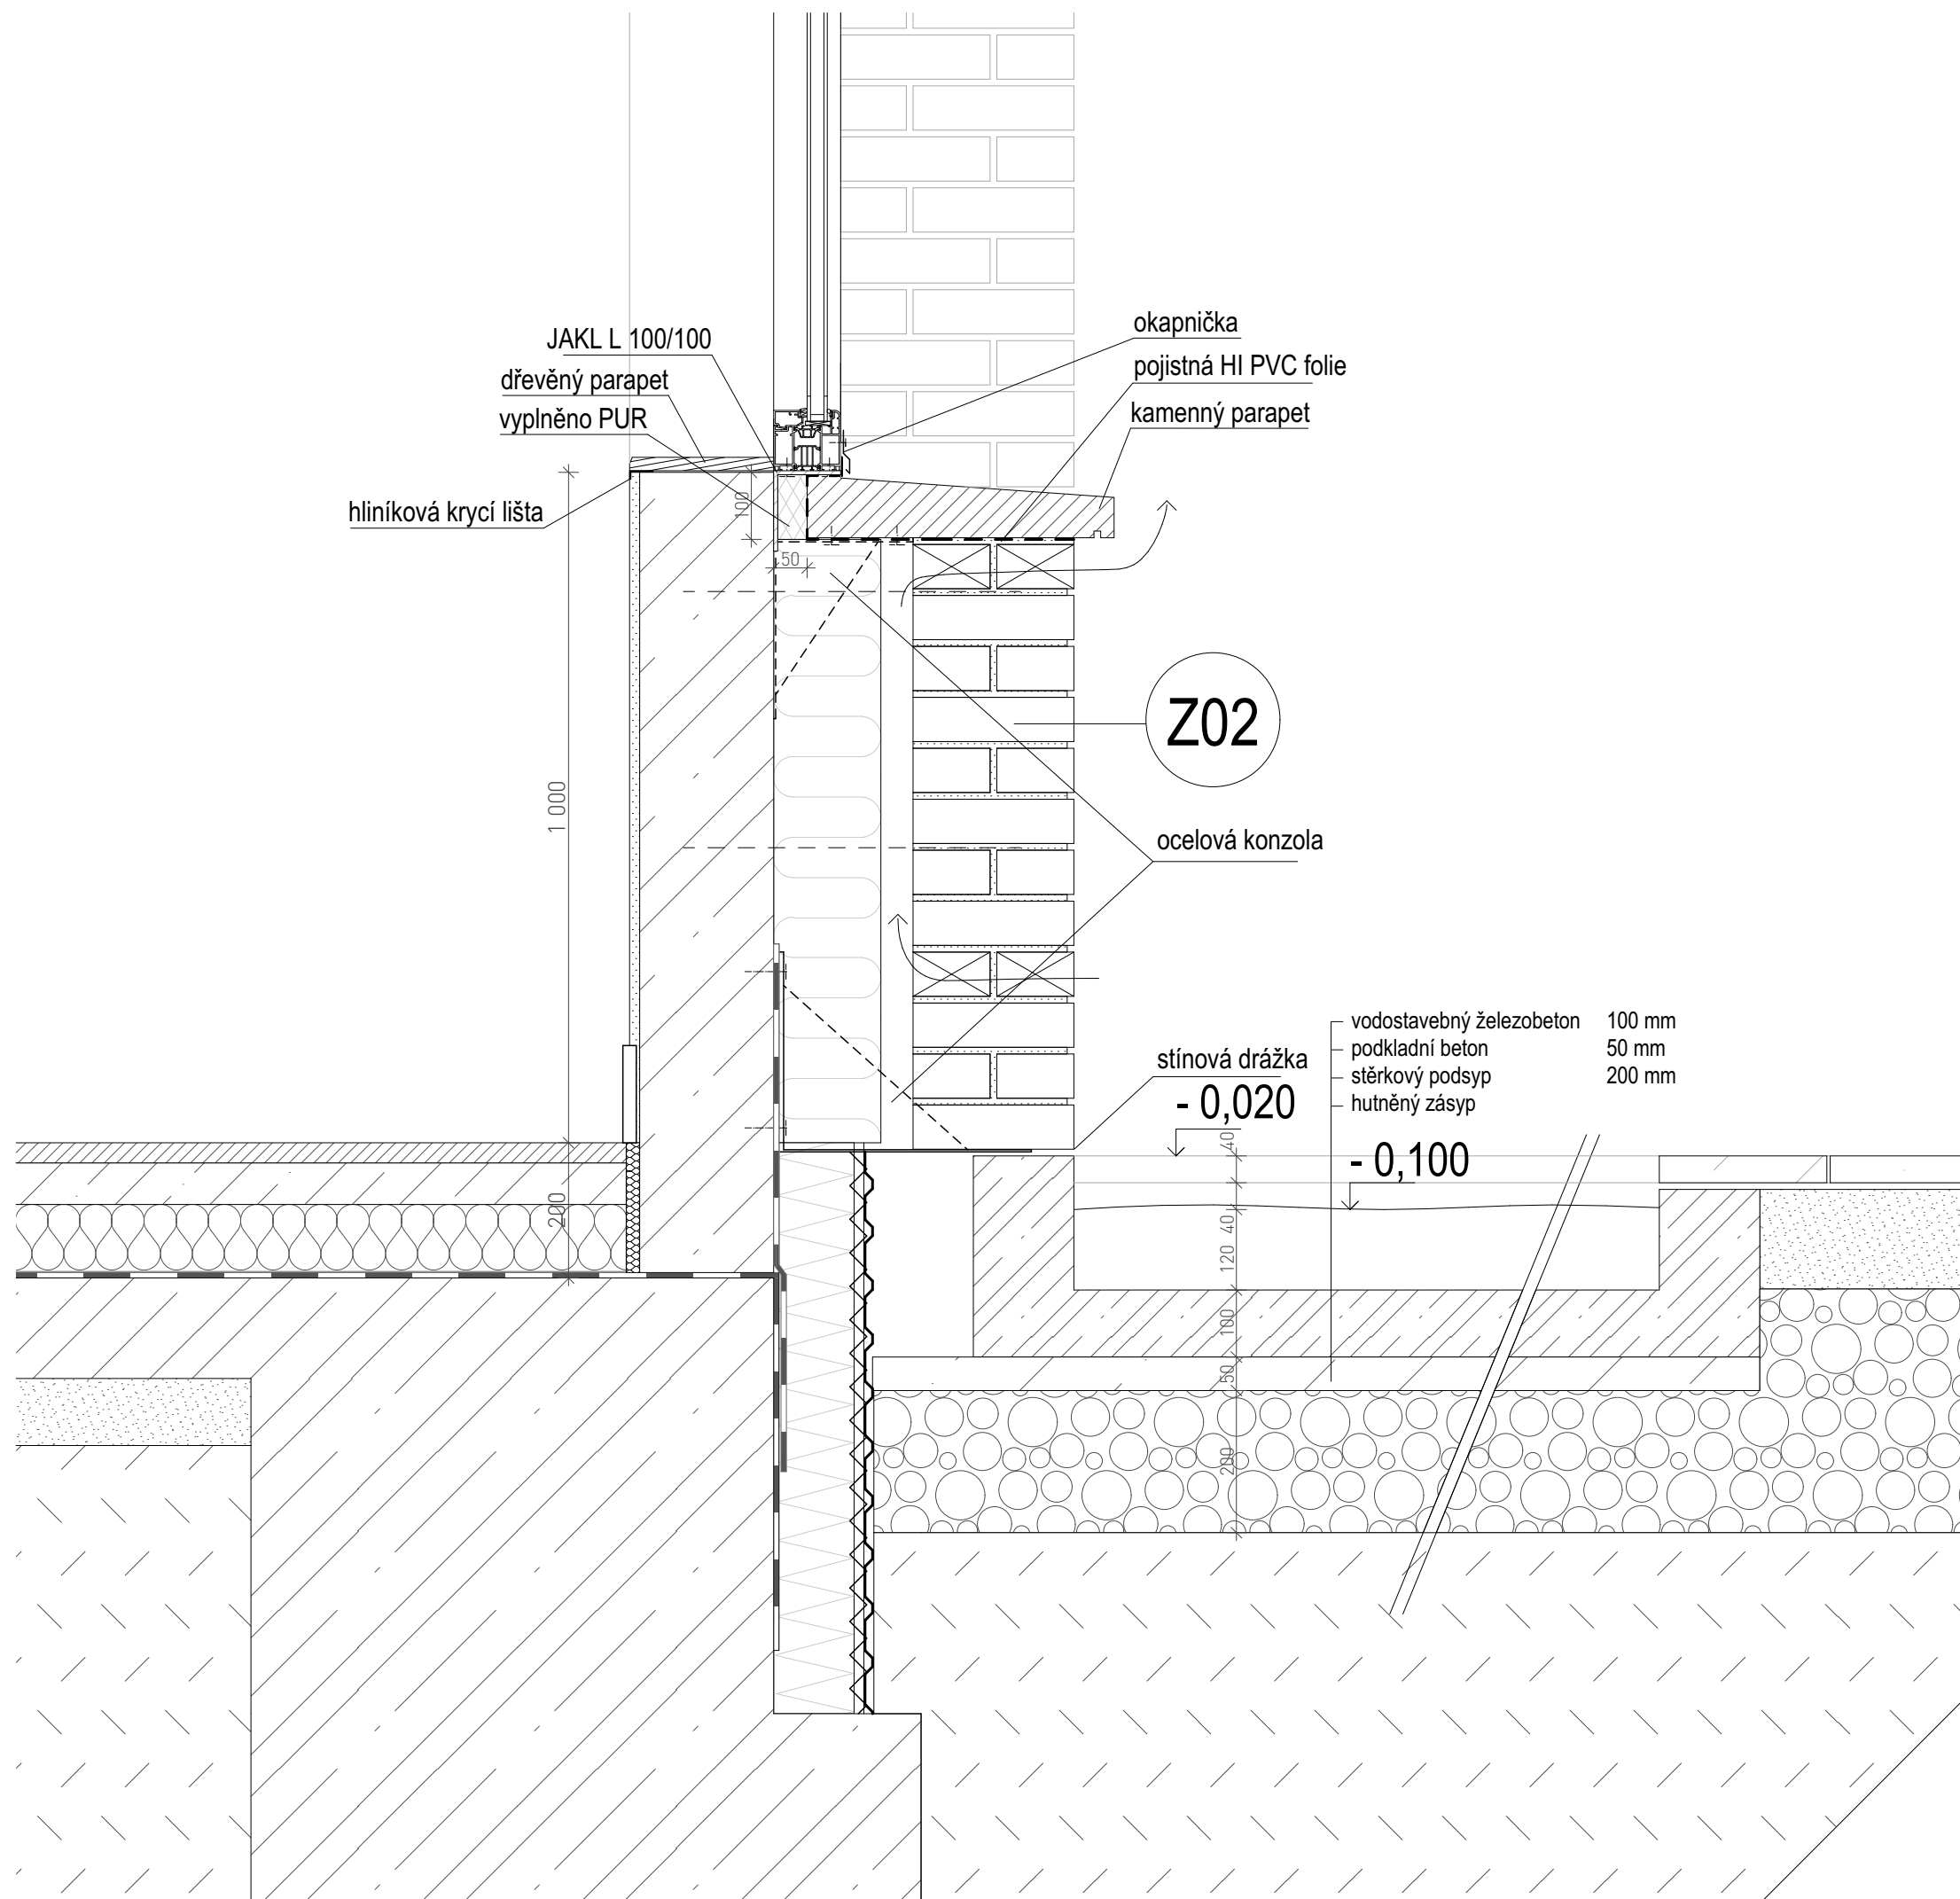 okapnička
JAKL L 100/100
pojistná HI PVC folie
dřevěný parapet
kamenný parapet
vyplněno PUR
hliníková krycí lišta
100
50
Z02
1 000
ocelová konzola
vodostavebný železobeton 100 mm
podkladní beton 50 mm
stěrkový podsyp 200 mm
hutněný zásyp
stínová drážka
- 0,020
- 0,100
40
200
40
120
100
50
200